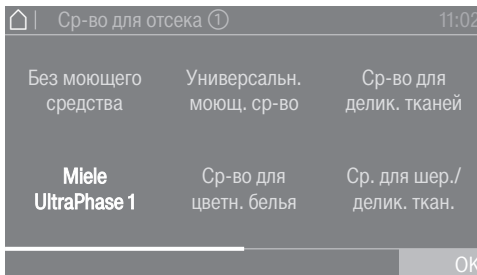 Ср-во для отсека ① 11:02
Без моющего средства
Универсальн. моющ. ср-во
Ср-во для делик. тканей
Miele UltraPhase 1
Ср-во для цветн. белья
Ср. для шер./ делик. ткан.
OK